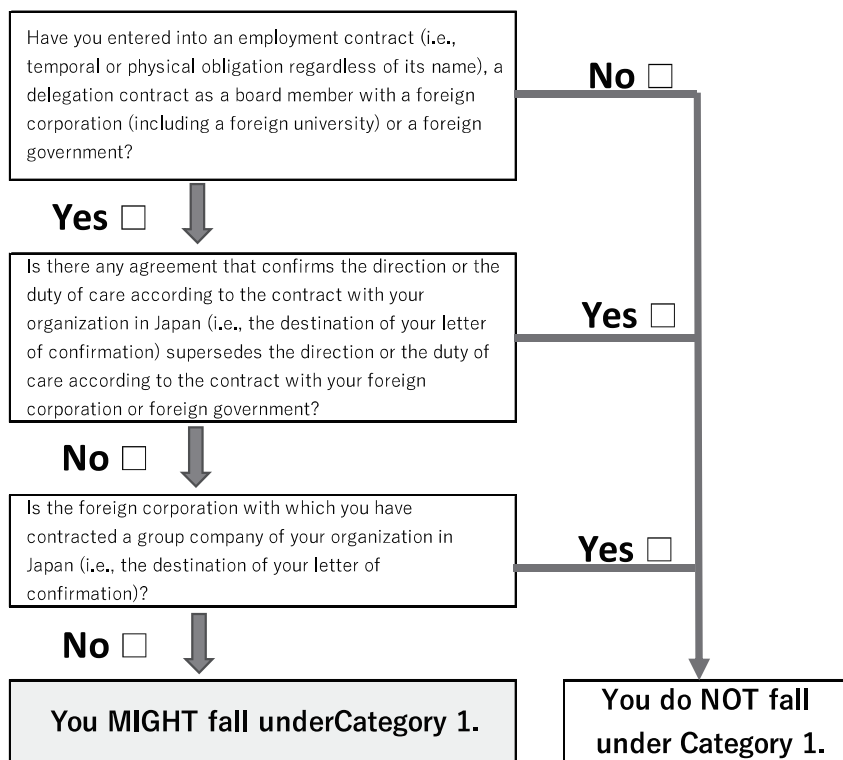 Have you entered into an employment contract (i.e.,
temporal or physical obligation regardless of its name), a
delegation contract as a board member with a foreign
corporation (including a foreign university) or a foreign
government?
No □
Yes □
Is there any agreement that confirms the direction or the
duty of care according to the contract with your
organization in Japan (i.e., the destination of your letter
of confirmation) supersedes the direction or the duty of
care according to the contract with your foreign
corporation or foreign government?
Yes □
No □
Is the foreign corporation with which you have
contracted a group company of your organization in
Japan (i.e., the destination of your letter of
confirmation)?
Yes □
No □
You MIGHT fall underCategory 1.
You do NOT fall
under Category 1.